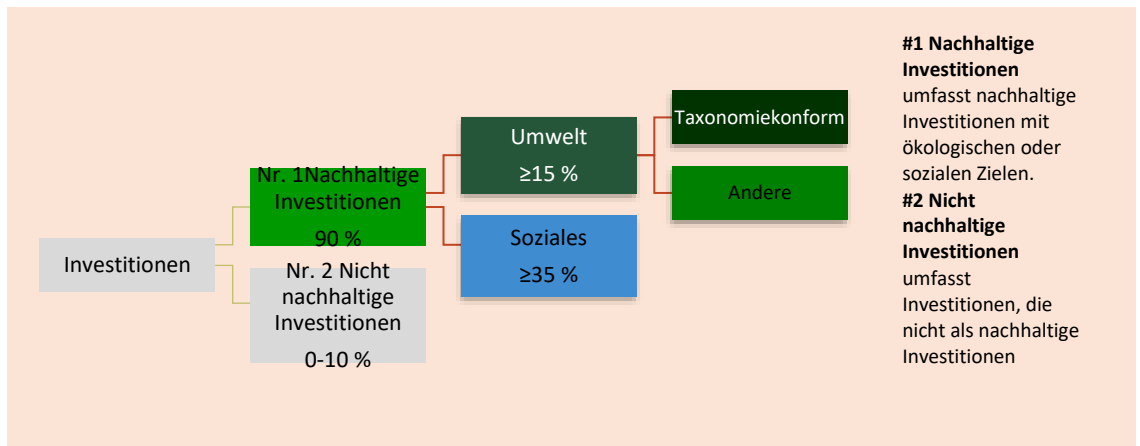 Investitionen
Nr. 1Nachhaltige
Investitionen
90 %
Nr. 2 Nicht
nachhaltige
Investitionen
0-10 %
Umwelt
≥15 %
Soziales
≥35 %
Taxonomiekonform
Andere
#1 Nachhaltige
Investitionen
umfasst nachhaltige
Investitionen mit
ökologischen oder
sozialen Zielen.
#2 Nicht
nachhaltige
Investitionen
umfasst
Investitionen, die
nicht als nachhaltige
Investitionen